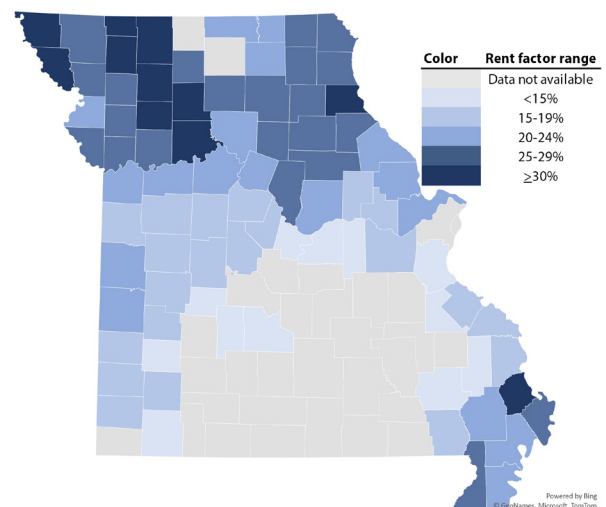 Color Rent factor range
Data not available
<15%
15-19%
20-24%
25-29%
≥30%
Powered by Bing
© GeoNames, Microsoft, TomTom